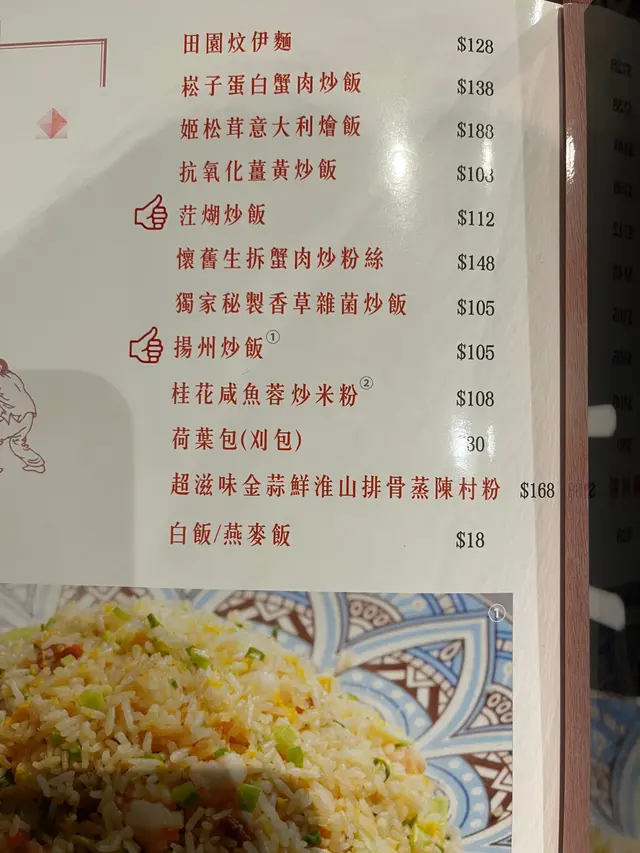 田園炆伊麵 $128
崧子蛋白蟹肉炒飯 $138
姬松茸意大利燴飯 $188
抗氧化薑黃炒飯 $108
茳煳炒飯 $112
懷舊生拆蟹肉炒粉絲 $148
獨家秘製香草雜菌炒飯 $105
揚州炒飯① $105
桂花咸魚蓉炒米粉② $108
荷葉包(刈包) 30
超滋味金蒜鮮淮山排骨蒸陳村粉 $168
白飯/燕麥飯 $18
①